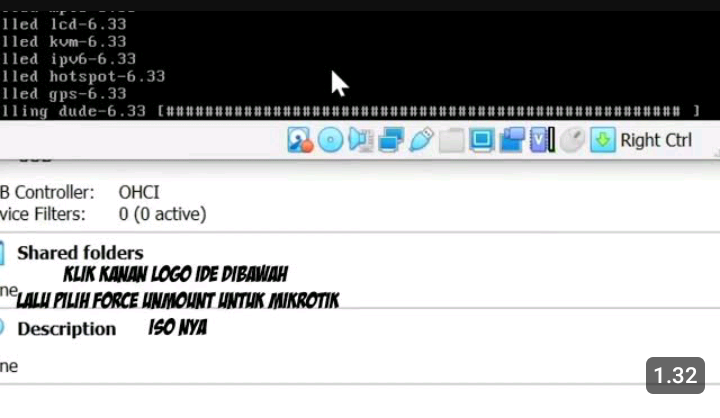 lled lcd-6.33
lled kvm-6.33
lled ipv6-6.33
lled hotspot-6.33
lled gps-6.33
lling dude-6.33 [##################################################### ]
Right Ctrl
B Controller: OHCI
vice Filters: 0 (0 active)
Shared folders
KLIK KANAN LOGO IDE DIBAWAH
ne
LALU PILIH FORCE UNMOUNT UNTUK MIKROTIK
ISO NYA
Description
ne
1.32